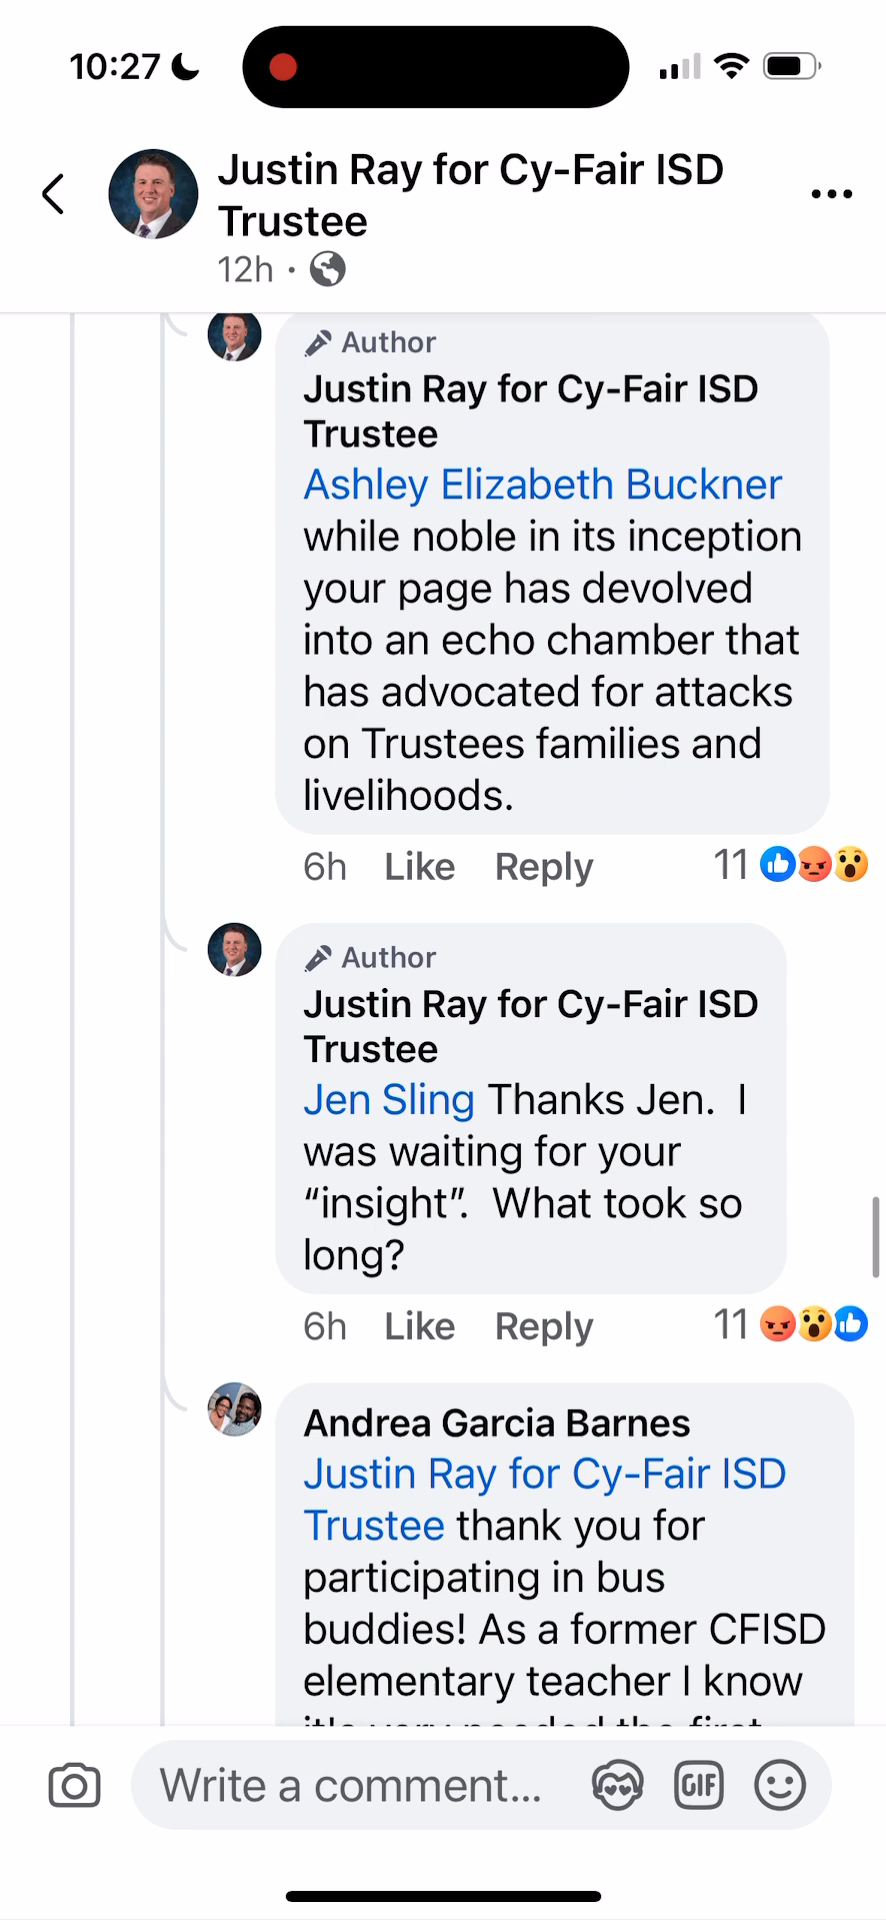 10:27
Justin Ray for Cy-Fair ISD
Trustee
12h ·
Author
Justin Ray for Cy-Fair ISD
Trustee
Ashley Elizabeth Buckner
while noble in its inception
your page has devolved
into an echo chamber that
has advocated for attacks
on Trustees families and
livelihoods.
6h Like Reply 11
Author
Justin Ray for Cy-Fair ISD
Trustee
Jen Sling Thanks Jen.  I
was waiting for your
“insight”.  What took so
long?
6h Like Reply 11
Andrea Garcia Barnes
Justin Ray for Cy-Fair ISD
Trustee thank you for
participating in bus
buddies! As a former CFISD
elementary teacher I know
it's very needed the first
Write a comment...
GIF